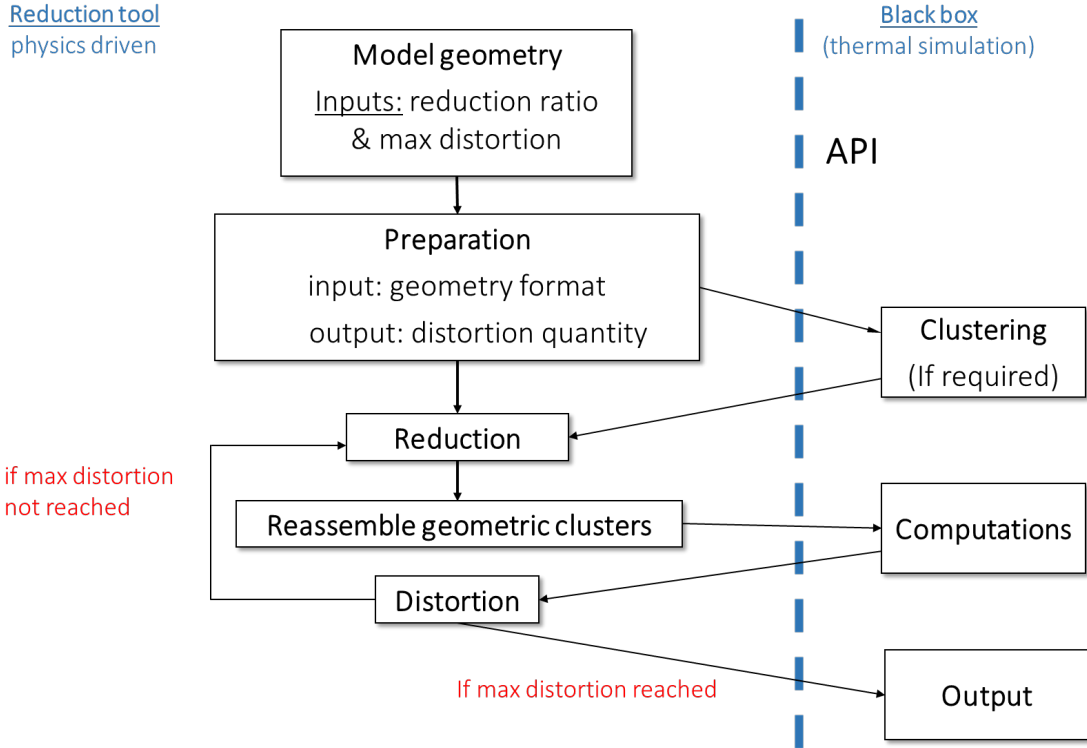 Reduction tool
physics driven
Black box
(thermal simulation)
Model geometry
Inputs: reduction ratio
& max distortion
API
Preparation
input: geometry format
output: distortion quantity
Clustering
(If required)
Reduction
if max distortion
not reached
Reassemble geometric clusters
Computations
Distortion
If max distortion reached
Output